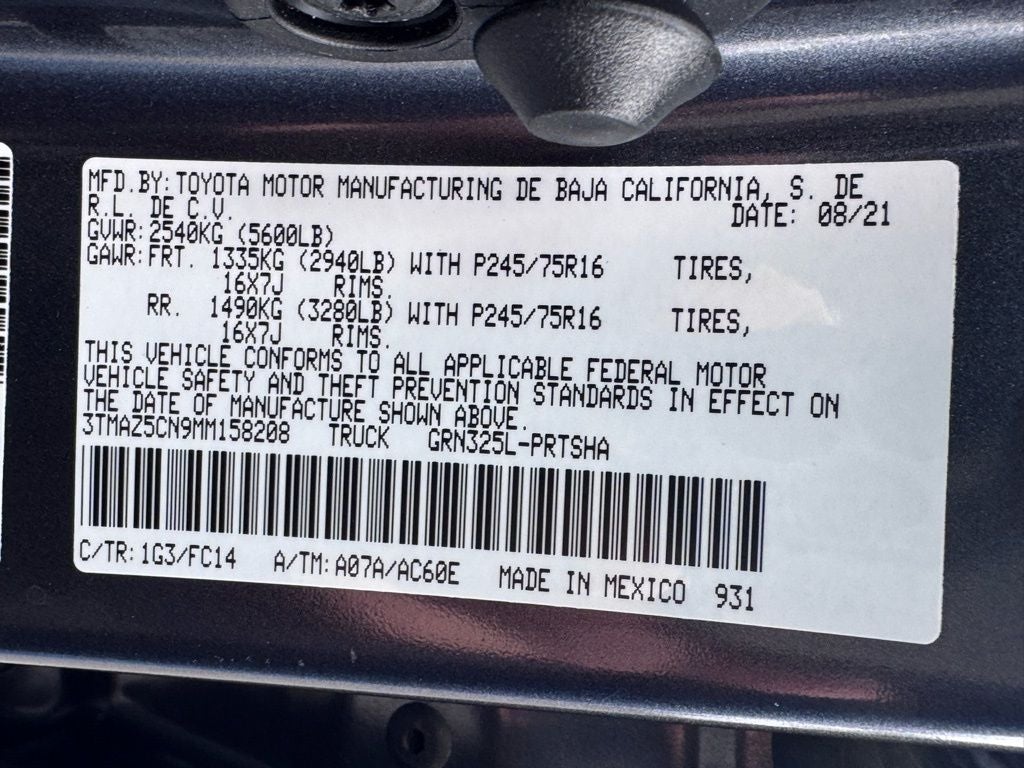 MFD.BY:TOYOTA MOTOR MANUFACTURING DE BAJA CALIFORNIA, S. DE
R.L. DE C.V. DATE: 08/21
GVWR:2540KG (5600LB)
GAWR:FRT. 1335KG (2940LB) WITH P245/75R16 TIRES,
16X7J RIMS.
RR. 1490KG (3280LB) WITH P245/75R16 TIRES,
16X7J RIMS.
THIS VEHICLE CONFORMS TO ALL APPLICABLE FEDERAL MOTOR
VEHICLE SAFETY AND THEFT PREVENTION STANDARDS IN EFFECT ON
THE DATE OF MANUFACTURE SHOWN ABOVE.
3TMAZ5CN9MM158208 TRUCK GRN325L-PRTSHA
C/TR:1G3/FC14 A/TM:A07A/AC60E MADE IN MEXICO 931